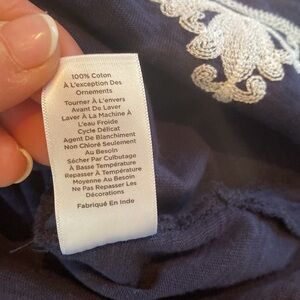 100% Coton
À L'exception Des
Ornements
Tourner À L'envers
Avant De Laver
Laver À La Machine À
L'eau Froide
Cycle Délicat
Agent De Blanchiment
Non Chloré Seulement
Au Besoin
Sécher Par Culbutage
À Basse Température
Repasser À Température
Moyenne Au Besoin
Ne Pas Repasser Les
Décorations
Fabriqué En Inde